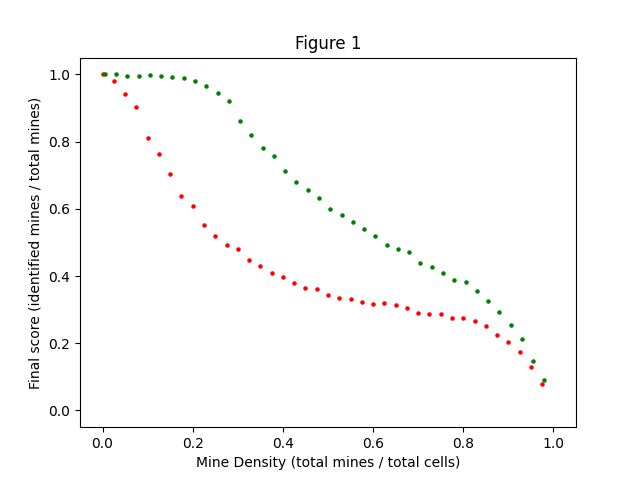 Figure 1
Final score (identified mines / total mines)
1.0
0.8
0.6
0.4
0.2
0.0
0.0 0.2 0.4 0.6 0.8 1.0
Mine Density (total mines / total cells)